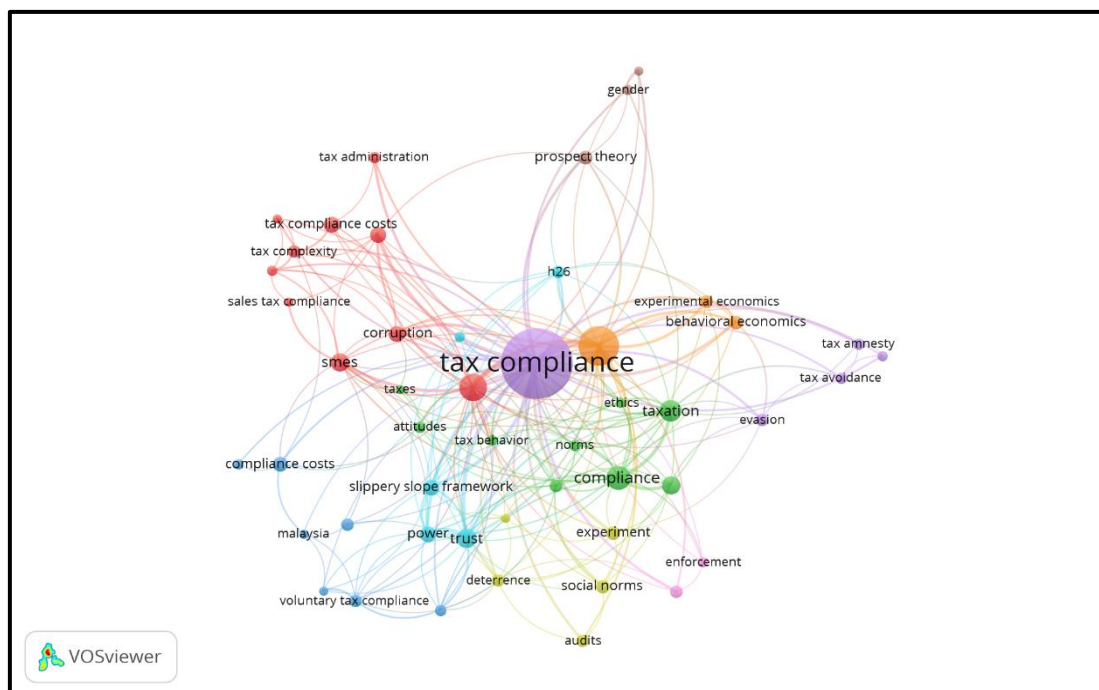 gender
prospect theory
tax administration
tax compliance costs
tax complexity
h26
sales tax compliance
experimental economics
behavioral economics
corruption
tax amnesty
smes
tax compliance
tax avoidance
taxes
ethics
taxation
evasion
attitudes
tax behavior
norms
compliance costs
compliance
slippery slope framework
malaysia
power
trust
experiment
enforcement
deterrence
social norms
voluntary tax compliance
audits
VOSviewer